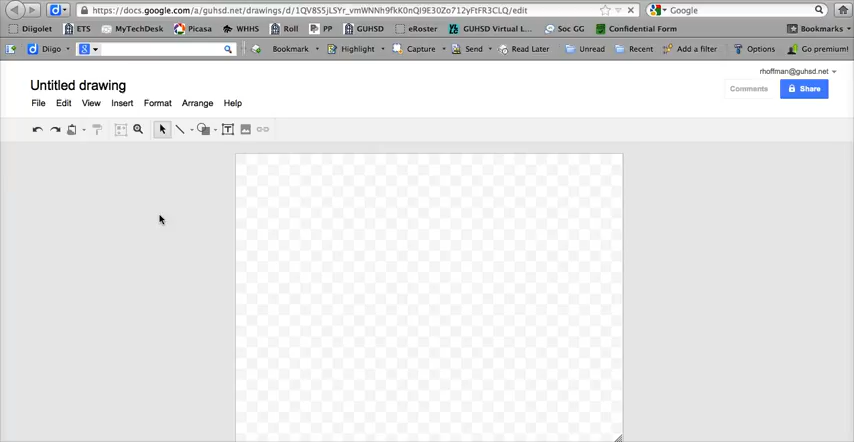 https://docs.google.com/a/guhsd.net/drawings/d/1QV8S5jLSYr_vmWNNh9fkK0nQI9E30Zo712yFtFR3CLQ/edit
Google
Diigolet ETS MyTechDesk Picasa WHHS Roll PP GUHSD eRoster GUHSD Virtual L... Soc GG Confidential Form Bookmarks
Diigo Bookmark Highlight Capture Send Read Later Unread Recent Add a filter Options Go premium!
rhoffman@guhsd.net
Untitled drawing
Comments Share
File Edit View Insert Format Arrange Help